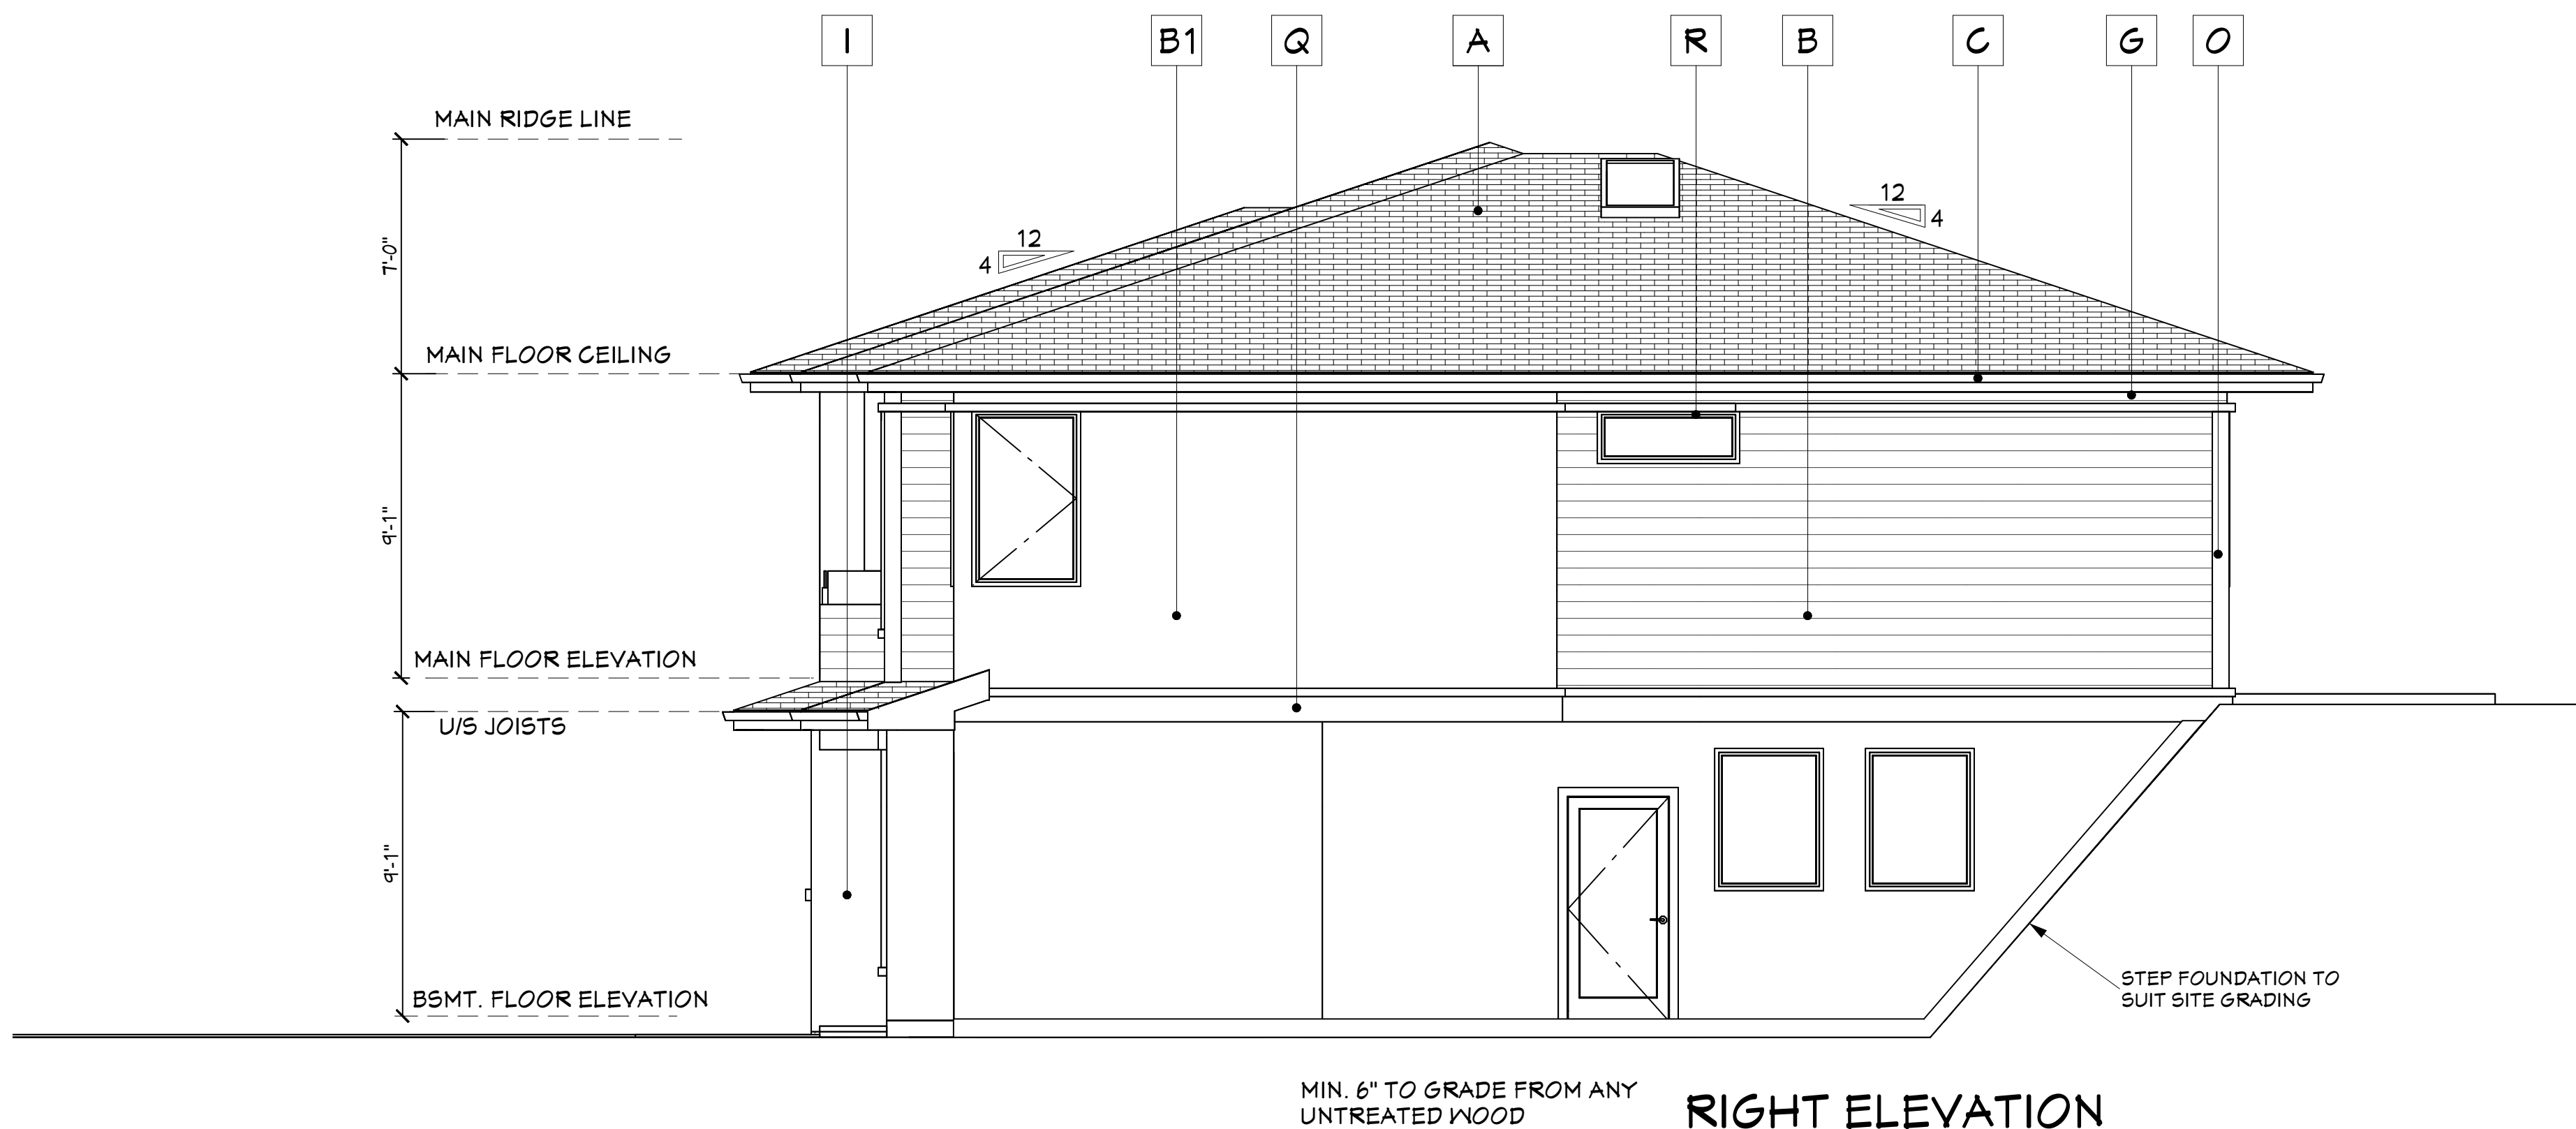 I B1 Q A R B C G O
MAIN RIDGE LINE
12
4
12
4
7'-0"
MAIN FLOOR CEILING
9'-1"
MAIN FLOOR ELEVATION
U/S JOISTS
9'-1"
BSMT. FLOOR ELEVATION
STEP FOUNDATION TO
SUIT SITE GRADING
MIN. 6" TO GRADE FROM ANY
UNTREATED WOOD
RIGHT ELEVATION